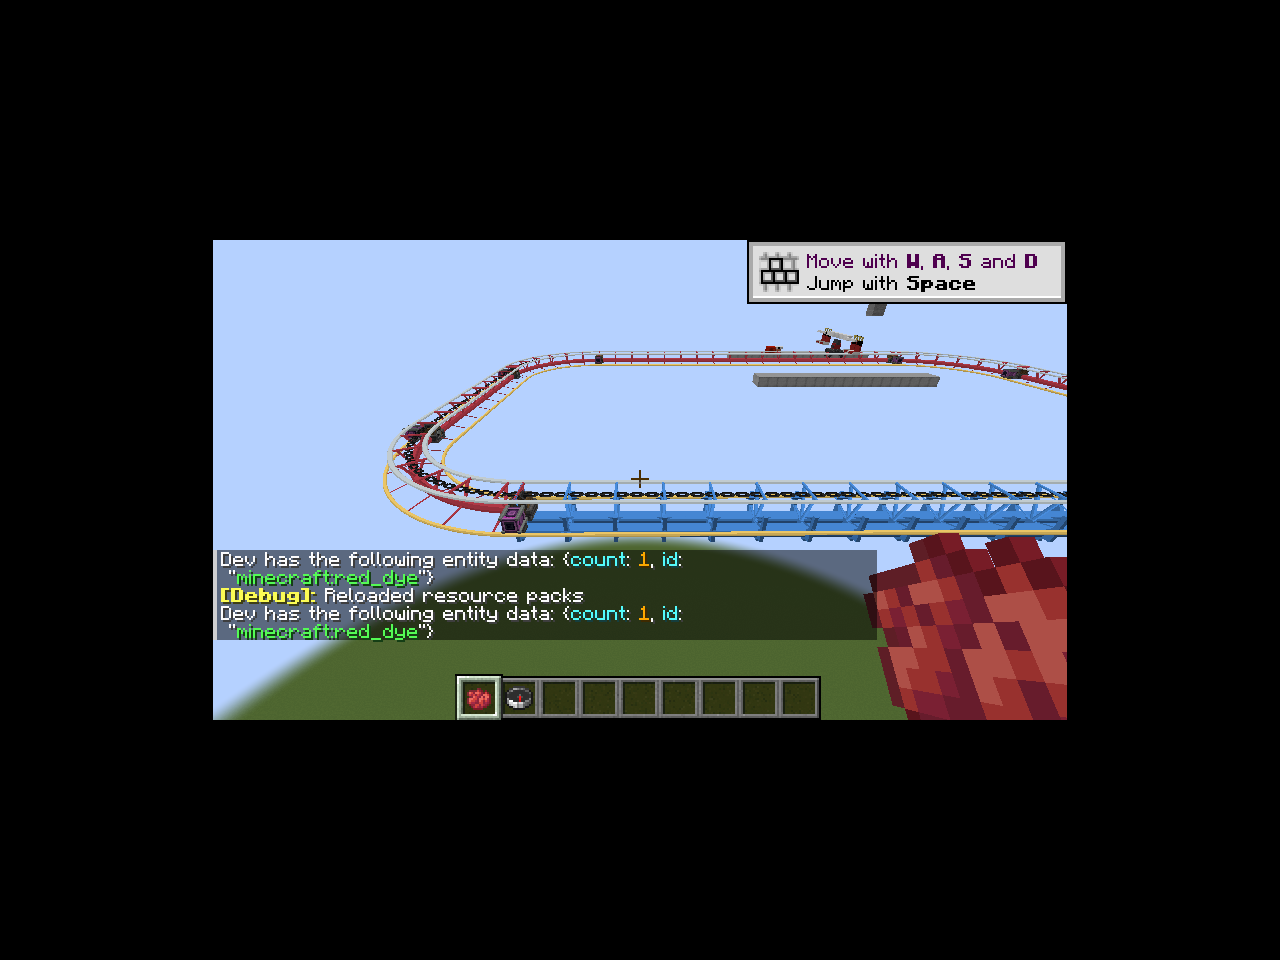 Move with W, A, S and D
Jump with Space
Dev has the following entity data: {count: 1, id:
"minecraft:red_dye"}
[Debug]: Reloaded resource packs
Dev has the following entity data: {count: 1, id:
"minecraft:red_dye"}